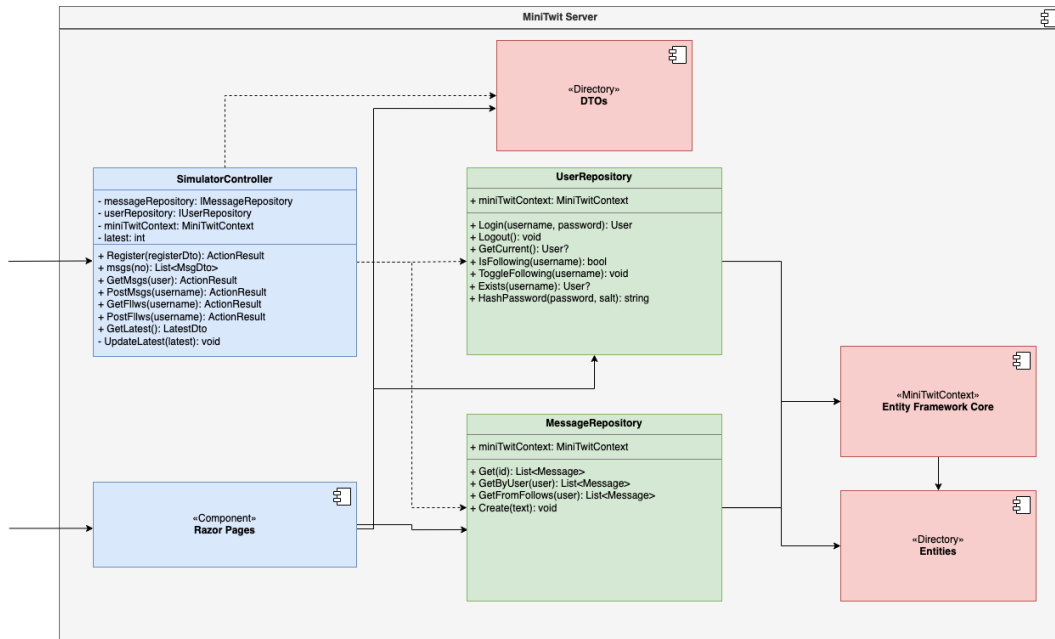 MiniTwit Server
«Directory»
DTOs
SimulatorController
- messageRepository: IMessageRepository
- userRepository: IUserRepository
- miniTwitContext: MiniTwitContext
- latest: int
+ Register(registerDto): ActionResult
+ msgs(no): List<MsgDto>
+ GetMsgs(user): ActionResult
+ PostMsgs(username): ActionResult
+ GetFllws(username): ActionResult
+ PostFllws(username): ActionResult
+ GetLatest(): LatestDto
- UpdateLatest(latest): void
UserRepository
+ miniTwitContext: MiniTwitContext
+ Login(username, password): User
+ Logout(): void
+ GetCurrent(): User?
+ IsFollowing(username): bool
+ ToggleFollowing(username): void
+ Exists(username): User?
+ HashPassword(password, salt): string
«MiniTwitContext»
Entity Framework Core
MessageRepository
+ miniTwitContext: MiniTwitContext
+ Get(id): List<Message>
+ GetByUser(user): List<Message>
+ GetFromFollows(user): List<Message>
+ Create(text): void
«Component»
Razor Pages
«Directory»
Entities